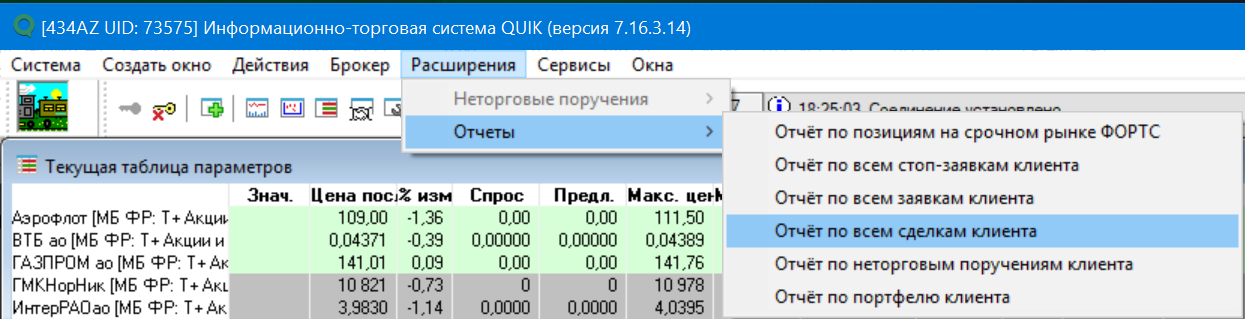 [434AZ UID: 73575] Информационно-торговая система QUIK (версия 7.16.3.14)
Система Создать окно Действия Брокер Расширения Сервисы Окна
Неторговые поручения
18:25:03 Соединение установлено
Отчеты
Отчёт по позициям на срочном рынке ФОРТС
Отчёт по всем стоп-заявкам клиента
Отчёт по всем заявкам клиента
Отчёт по всем сделкам клиента
Отчёт по неторговым поручениям клиента
Отчёт по портфелю клиента
Текущая таблица параметров
Знач. Цена пос. % изм Спрос Предл. Макс. цен
Аэрофлот [МБ ФР: Т+ Акции 109,00 -1,36 0,00 0,00 111,50
ВТБ ао [МБ ФР: Т+ Акции и 0,04371 -0,39 0,00000 0,00000 0,04389
ГАЗПРОМ ао [МБ ФР: Т+ Ак 141,01 0,09 0,00 0,00 141,76
ГМКНорНик [МБ ФР: Т+ Акц 10 821 -0,73 0 0 10 978
ИнтерРАОао [МБ ФР: Т+ Ак 3,9830 -1,14 0,0000 0,0000 4,0395